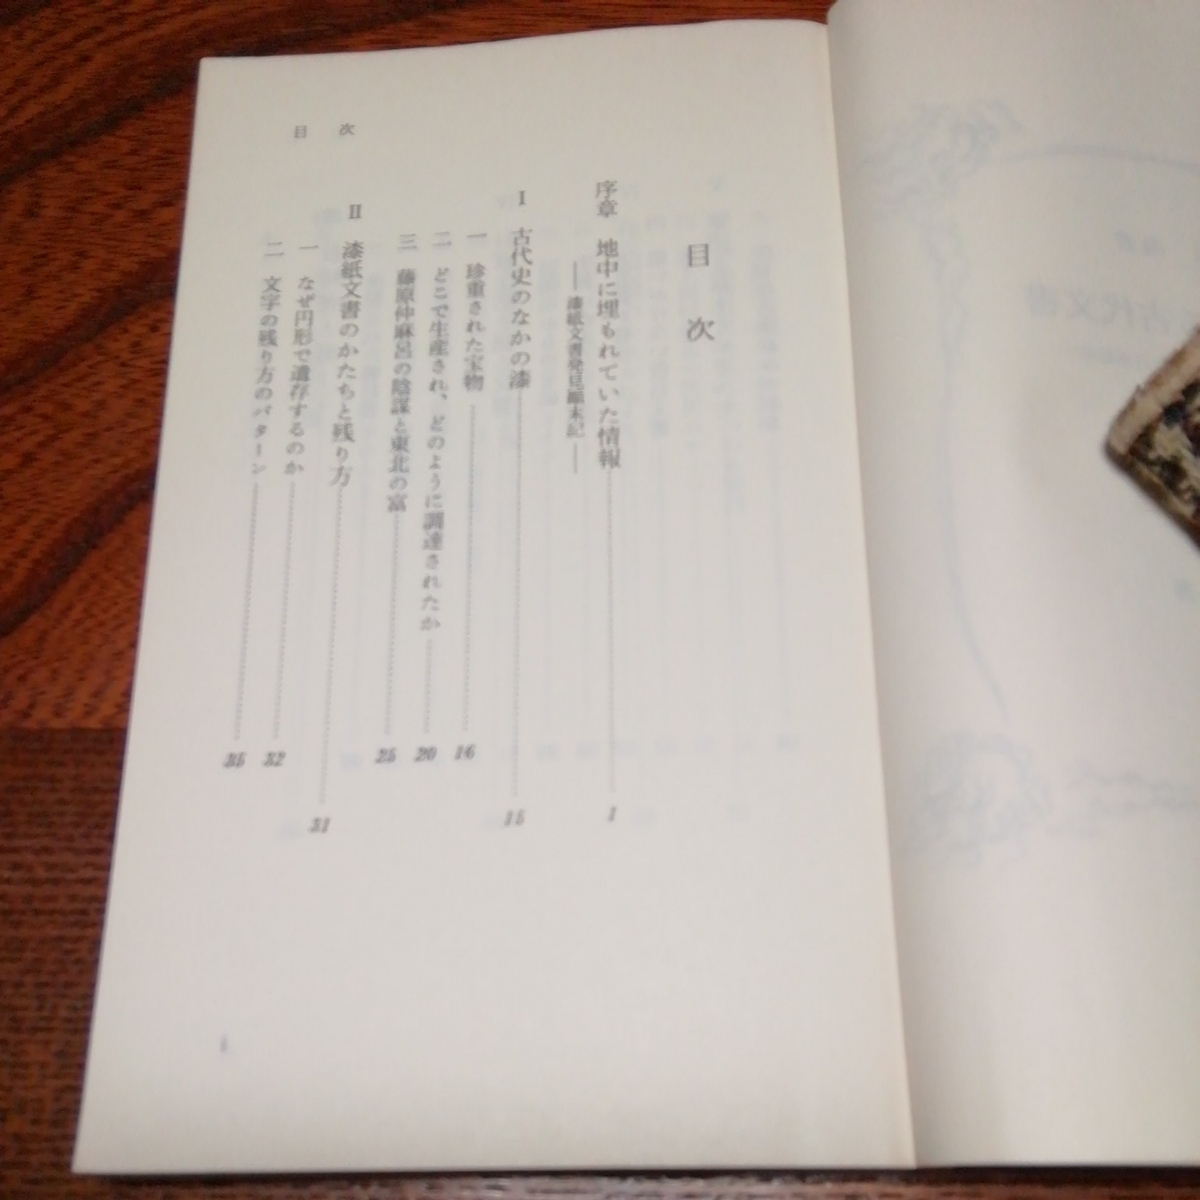 目次
目次
序章 地中に埋もれていた情報 1
――漆紙文書発見顚末記――
I 古代史のなかの漆 15
一 珍重された宝物 16
二 どこで生産され、どのように調達されたか 20
三 藤原仲麻呂の陰謀と東北の富 25
II 漆紙文書のかたちと残り方 31
一 なぜ円形で遺存するのか 32
二 文字の残り方のパターン 35
古代文書